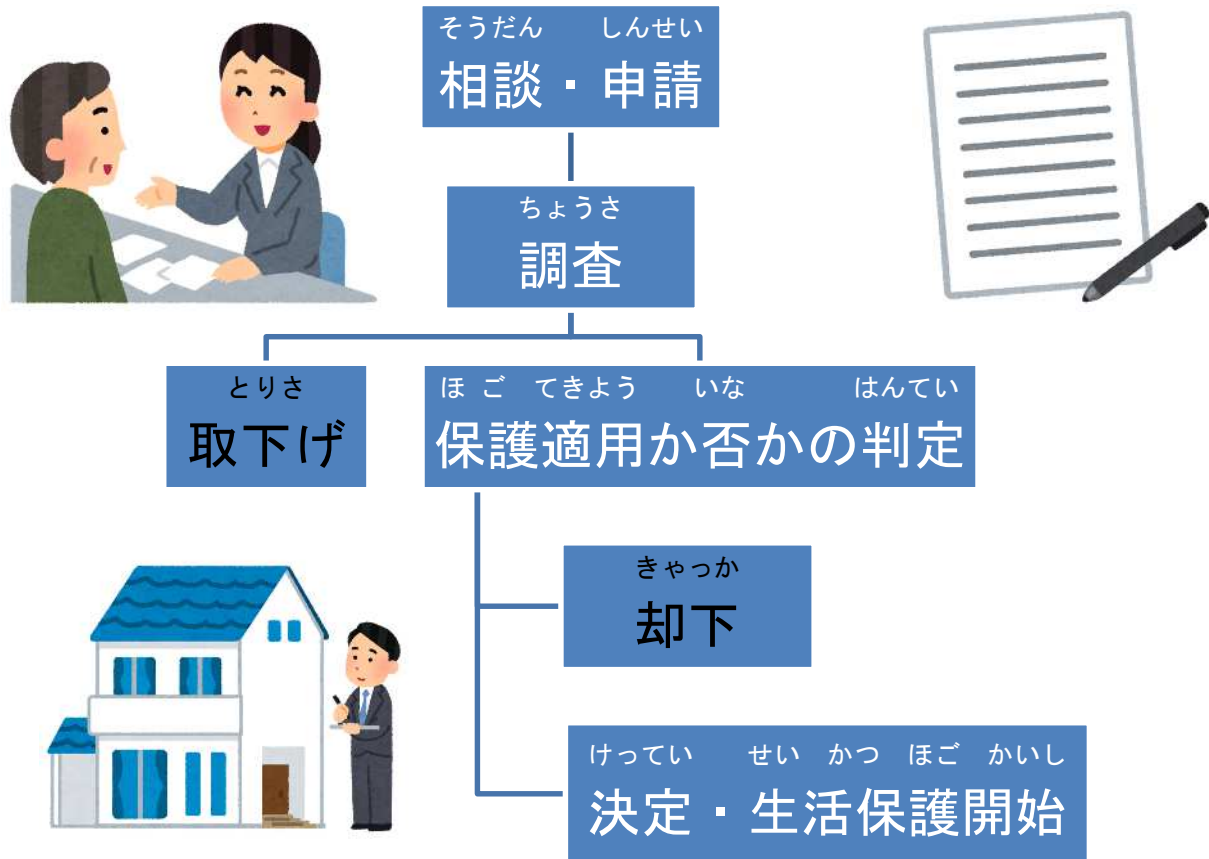 そうだん しんせい
相談・申請
ちょうさ
調査
とりさ
取下げ
ほ ご てきよう いな はんてい
保護適用か否かの判定
きゃっか
却下
けってい せい かつ ほご かいし
決定・生活保護開始